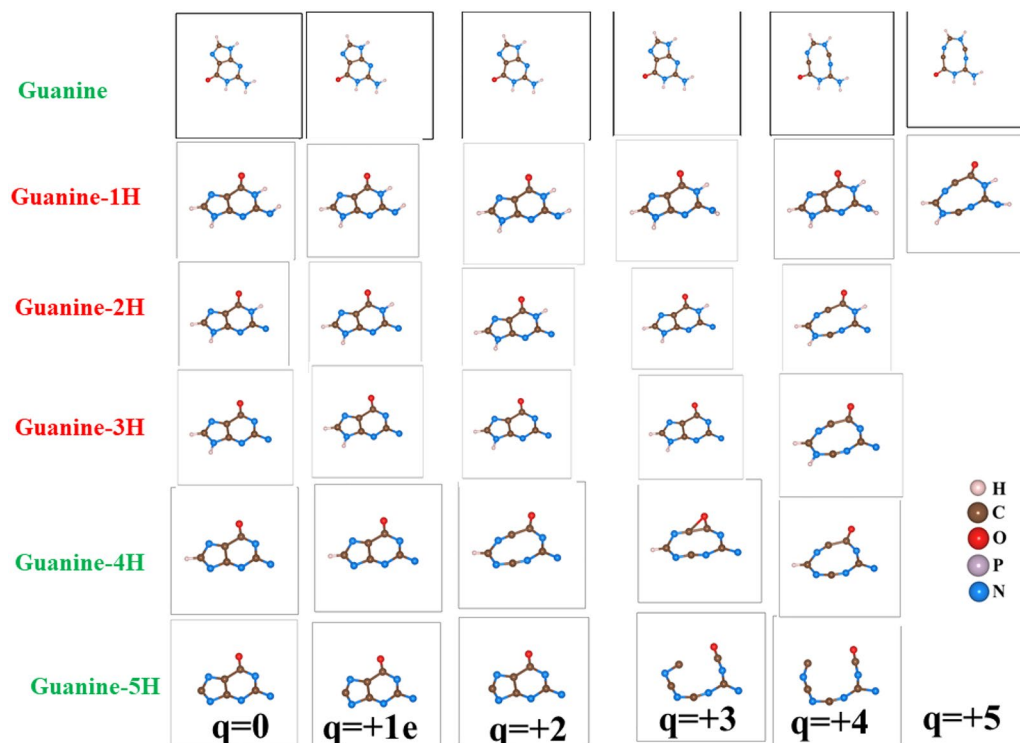 Guanine
Guanine-1H
Guanine-2H
Guanine-3H
Guanine-4H
Guanine-5H
H
C
O
P
N
q=0 q=+1e q=+2 q=+3 q=+4 q=+5